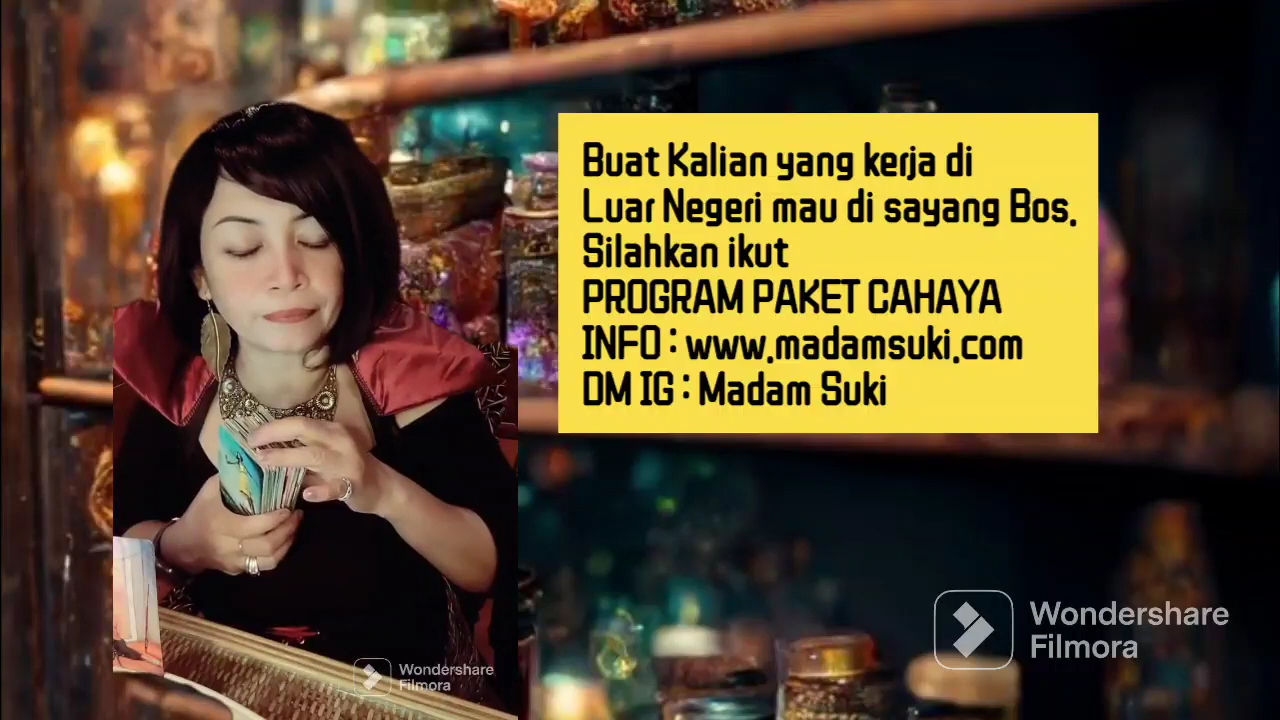 Buat Kalian yang kerja di
Luar Negeri mau di sayang Bos,
Silahkan ikut
PROGRAM PAKET CAHAYA
INFO : www.madamsuki.com
DM IG : Madam Suki
Wondershare
Filmora
Wondershare
Filmora